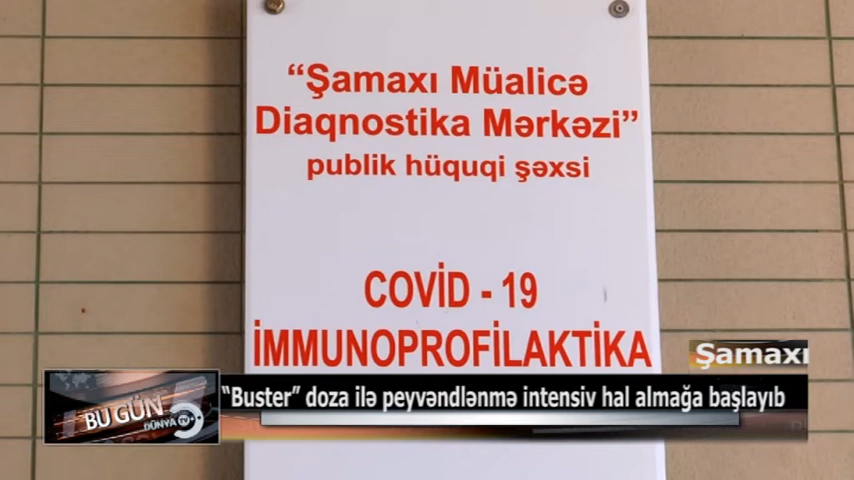 “Şamaxı Müalicə
Diaqnostika Mərkəzi”
publik hüquqi şəxsi
COVİD - 19
İMMUNOPROFİLAKTİKA
Şamaxı
“Buster” doza ilə peyvəndlənmə intensiv hal almağa başlayıb
BU GÜN
DÜNYA TV